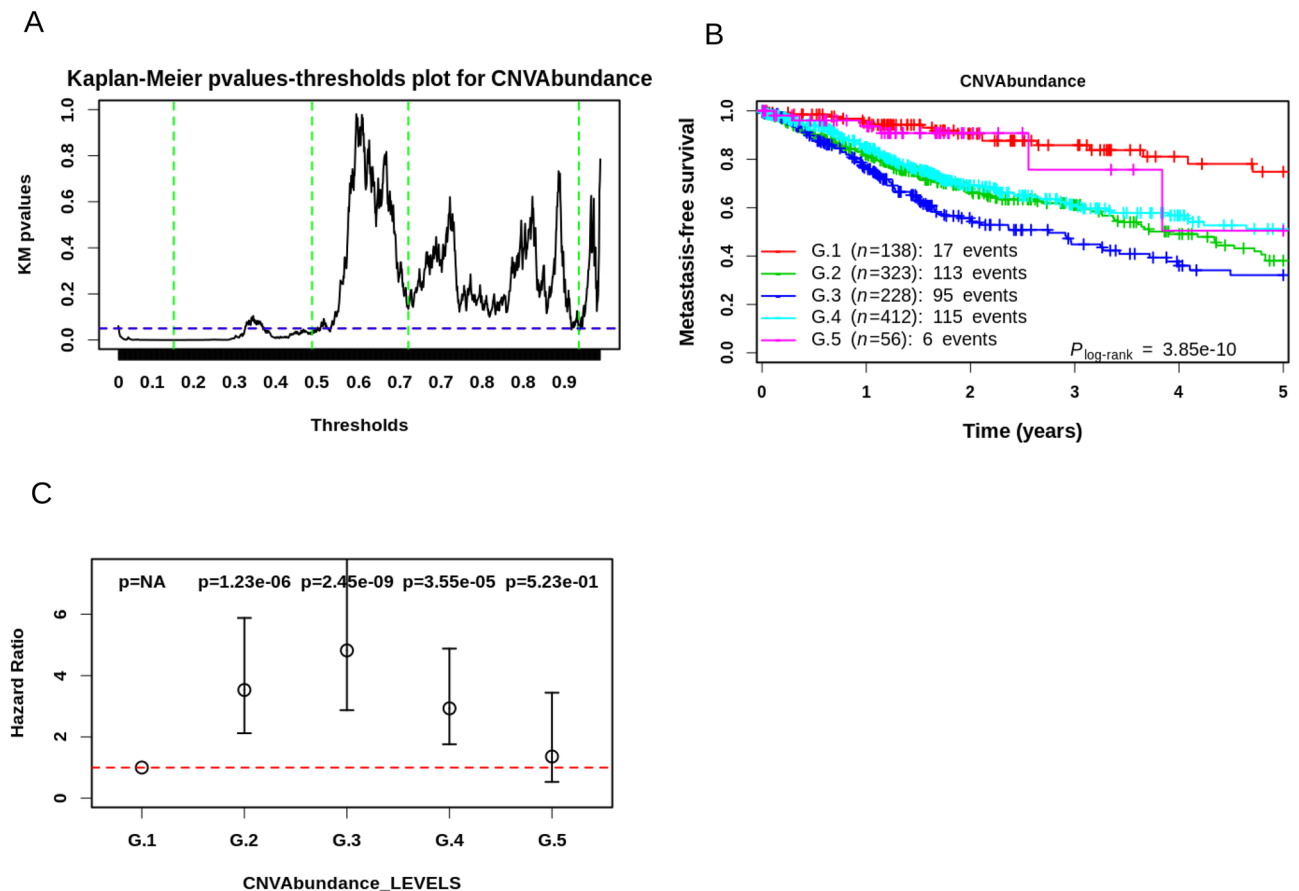 A
Kaplan-Meier pvalues-thresholds plot for CNVAbundance
KM pvalues
1.0
0.8
0.6
0.4
0.2
0.0
0 0.1 0.2 0.3 0.4 0.5 0.6 0.7 0.7 0.8 0.8 0.9
Thresholds
B
CNVAbundance
Metastasis-free survival
1.0
0.8
0.6
0.4
0.2
0.0
G.1 (n=138): 17 events
G.2 (n=323): 113 events
G.3 (n=228): 95 events
G.4 (n=412): 115 events
G.5 (n=56): 6 events
Plog-rank = 3.85e-10
0 1 2 3 4 5
Time (years)
C
p=NA p=1.23e-06 p=2.45e-09 p=3.55e-05 p=5.23e-01
Hazard Ratio
6
4
2
0
G.1 G.2 G.3 G.4 G.5
CNVAbundance_LEVELS